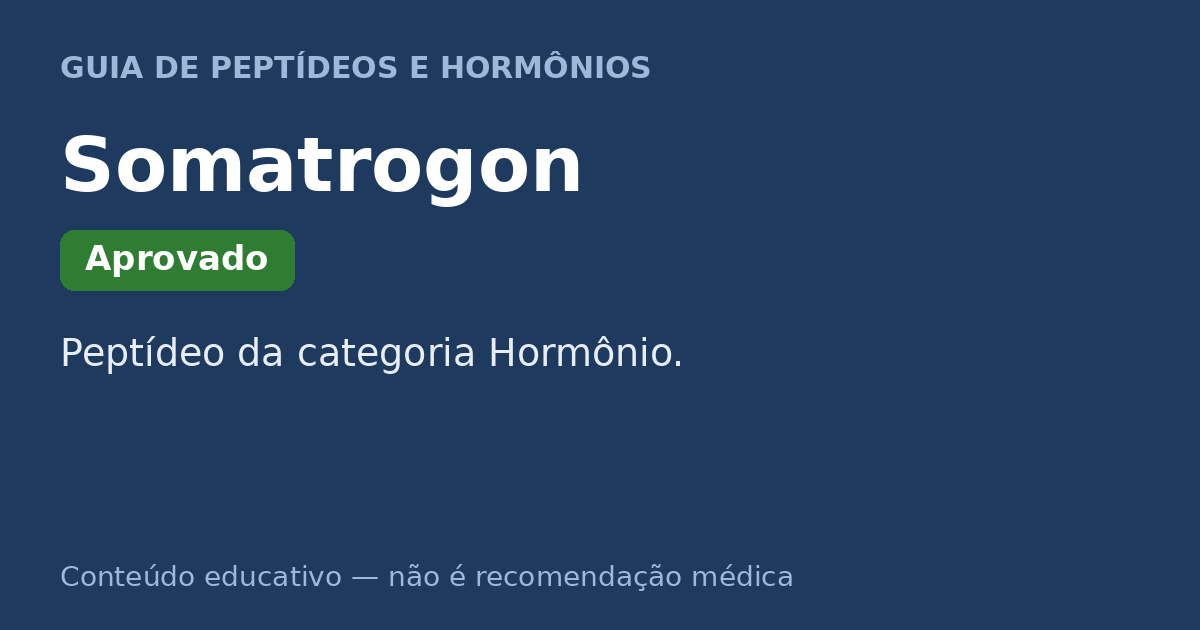 GUIA DE PEPTÍDEOS E HORMÔNIOS
Somatrogon
Aprovado
Peptídeo da categoria Hormônio.
Conteúdo educativo — não é recomendação médica